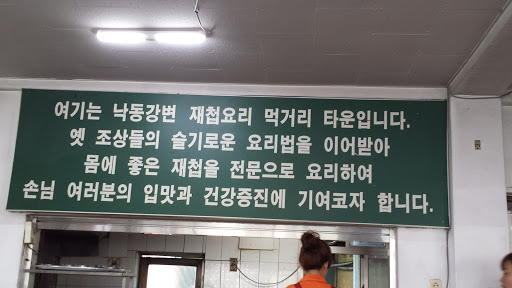 여기는 낙동강변 재첩요리 먹거리 타운입니다.
옛 조상들의 슬기로운 요리법을 이어받아
몸에 좋은 재첩을 전문으로 요리하여
손님 여러분의 입맛과 건강증진에 기여코자 합니다.